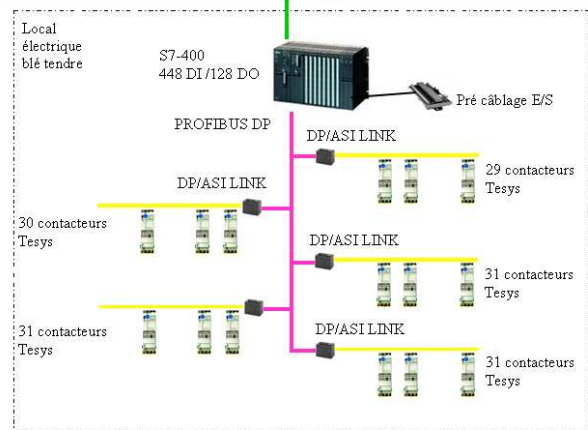 Local
électrique
blé tendre
S7-400
448 DI /128 DO
Pré câblage E/S
PROFIBUS DP
DP/ASI LINK
29 contacteurs
Tesys
DP/ASI LINK
30 contacteurs
Tesys
DP/ASI LINK
31 contacteurs
Tesys
31 contacteurs
Tesys
DP/ASI LINK
31 contacteurs
Tesys